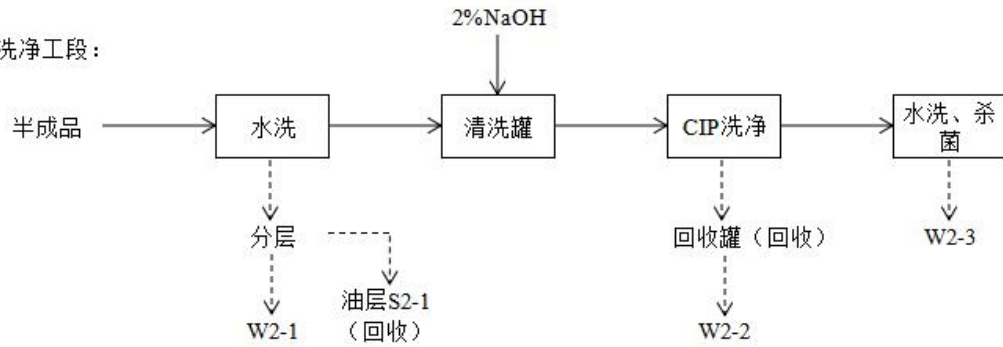 2%NaOH
洗净工段：
半成品
水洗
清洗罐
CIP洗净
水洗、杀
菌
分层
回收罐（回收）
W2-3
油层S2-1
（回收）
W2-1
W2-2